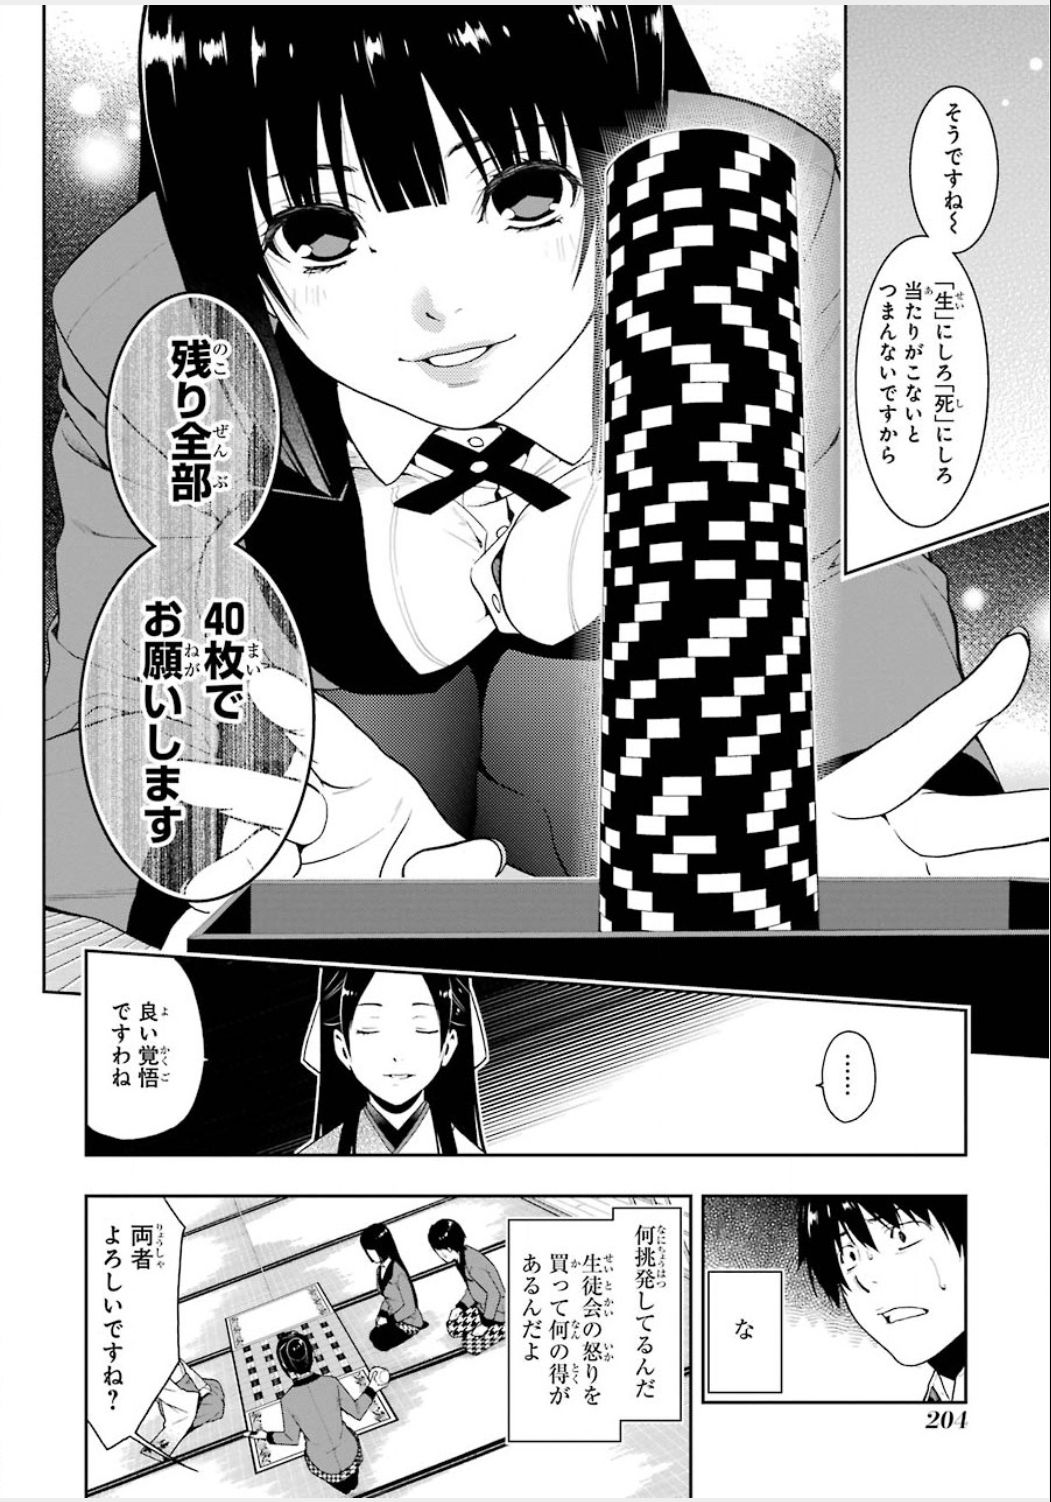 そうですね〜
「生」にしろ「死」にしろ
当たりがこないと
つまんないですから
残り全部
40枚で
お願いします
……
良い覚悟
ですわね
な
何挑発してるんだ
生徒会の怒りを
買って何の得が
あるんだよ
両者
よろしいですね?
204